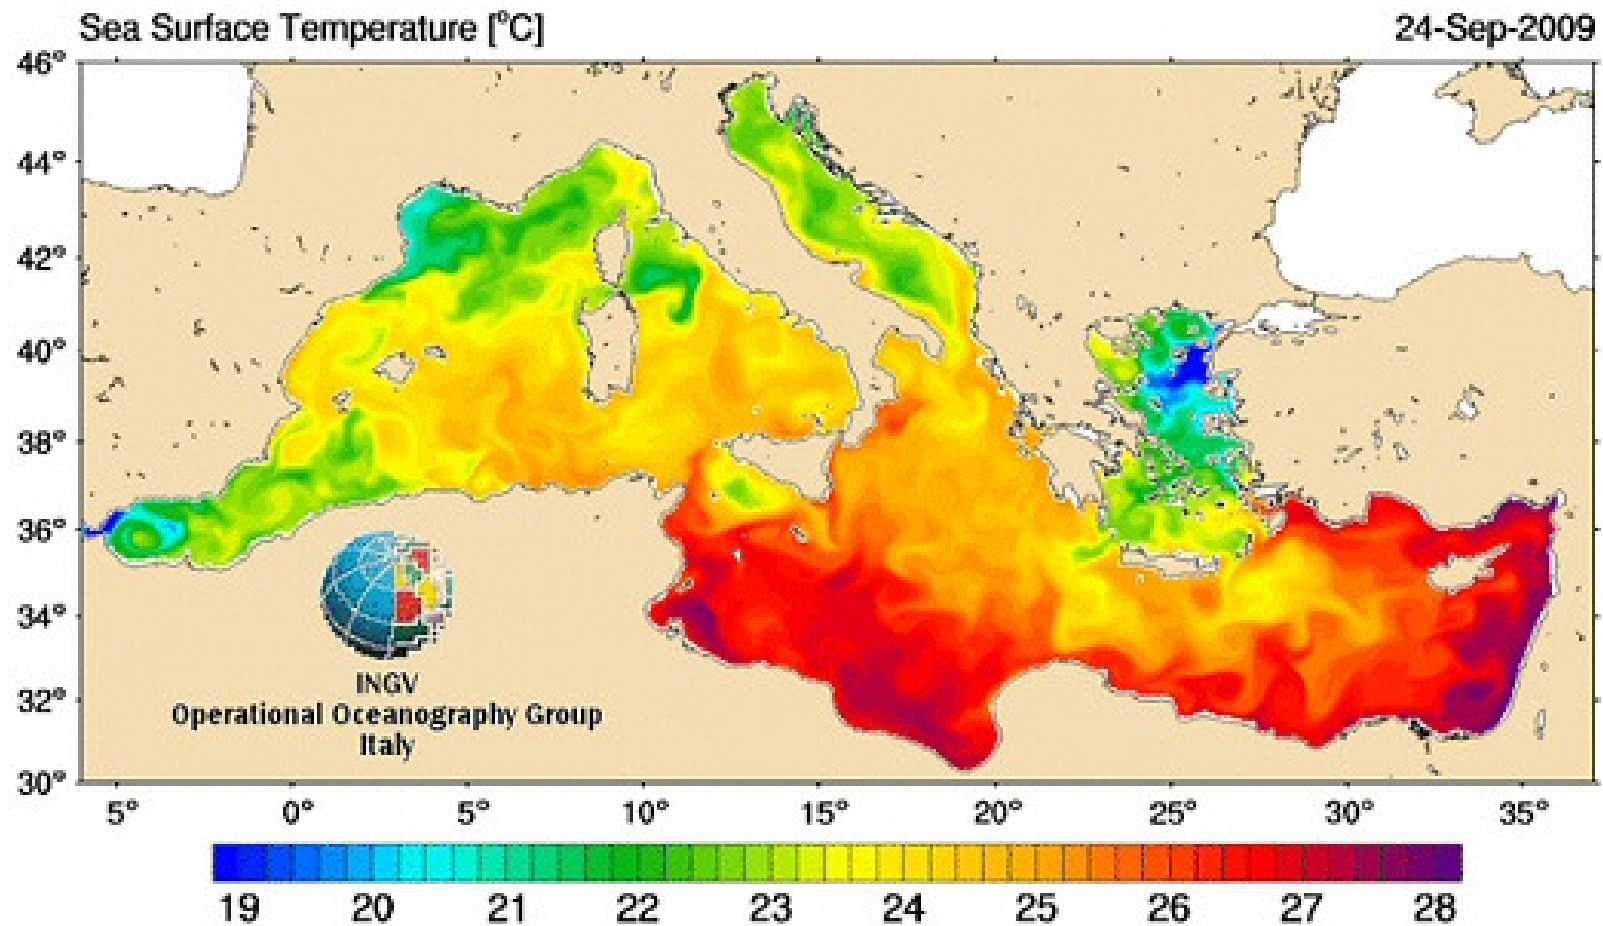 Sea Surface Temperature [°C]
24-Sep-2009
46°
44°
42°
40°
38°
36°
34°
32°
30°
INGV
Operational Oceanography Group
Italy
5° 0° 5° 10° 15° 20° 25° 30° 35°
19 20 21 22 23 24 25 26 27 28